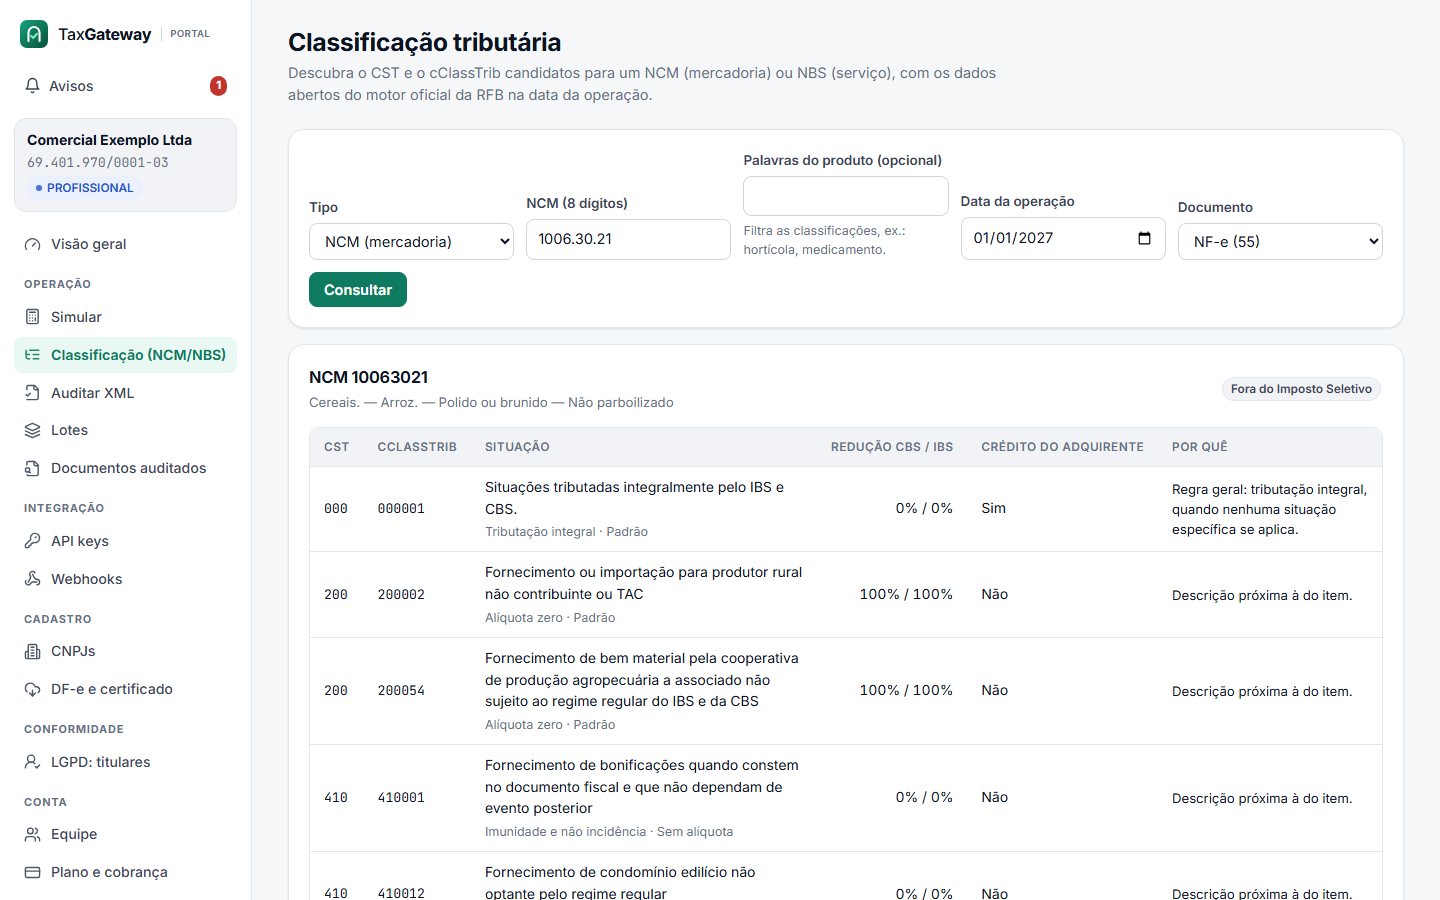 TaxGateway PORTAL
Avisos
1
Comercial Exemplo Ltda
69.401.970/0001-03
PROFISSIONAL
Visão geral
OPERAÇÃO
Simular
Classificação (NCM/NBS)
Auditar XML
Lotes
Documentos auditados
INTEGRAÇÃO
API keys
Webhooks
CADASTRO
CNPJs
DF-e e certificado
CONFORMIDADE
LGPD: titulares
CONTA
Equipe
Plano e cobrança
Classificação tributária
Descubra o CST e o cClassTrib candidatos para um NCM (mercadoria) ou NBS (serviço), com os dados
abertos do motor oficial da RFB na data da operação.
Tipo
NCM (mercadoria)
NCM (8 dígitos)
1006.30.21
Palavras do produto (opcional)
Filtra as classificações, ex.:
hortícola, medicamento.
Data da operação
01/01/2027
Documento
NF-e (55)
Consultar
NCM 10063021
Cereais. — Arroz. — Polido ou brunido — Não parboilizado
Fora do Imposto Seletivo
CST CCLASSTRIB SITUAÇÃO REDUÇÃO CBS / IBS CRÉDITO DO ADQUIRENTE POR QUÊ
000 000001
Situações tributadas integralmente pelo IBS e
CBS.
Tributação integral · Padrão
0% / 0% Sim
Regra geral: tributação integral,
quando nenhuma situação
específica se aplica.
200 200002
Fornecimento ou importação para produtor rural
não contribuinte ou TAC
Alíquota zero · Padrão
100% / 100% Não Descrição próxima à do item.
200 200054
Fornecimento de bem material pela cooperativa
de produção agropecuária a associado não
sujeito ao regime regular do IBS e da CBS
Alíquota zero · Padrão
100% / 100% Não Descrição próxima à do item.
410 410001
Fornecimento de bonificações quando constem
no documento fiscal e que não dependam de
evento posterior
Imunidade e não incidência · Sem alíquota
0% / 0% Não Descrição próxima à do item.
410 410012
Fornecimento de condomínio edilício não
optante pelo regime regular
0% / 0% Não Descrição próxima à do item.